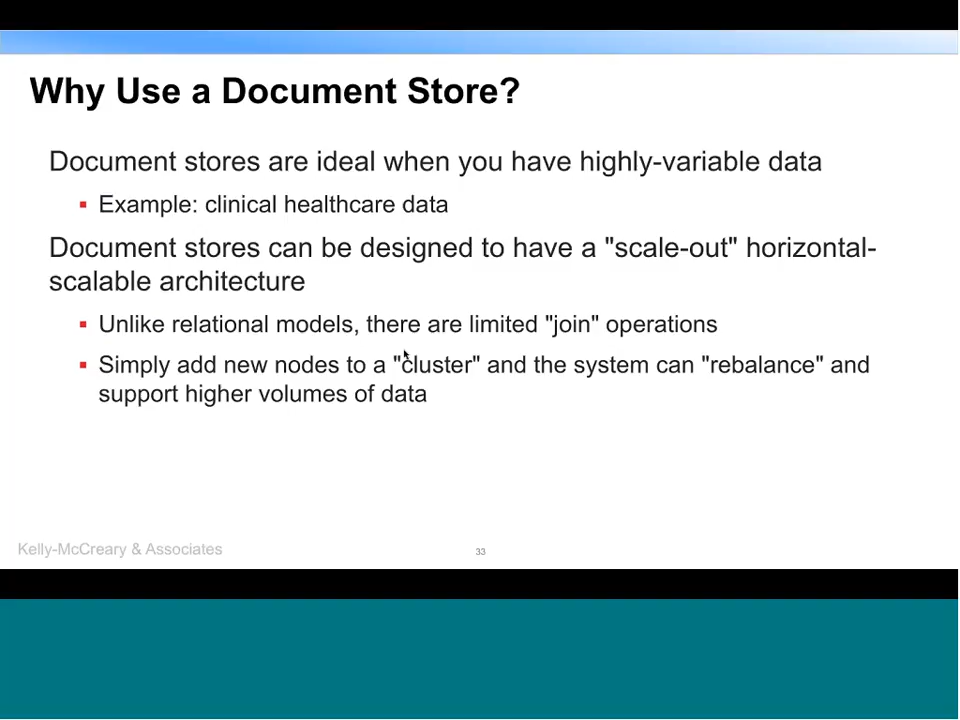 Why Use a Document Store?
Document stores are ideal when you have highly-variable data
Example: clinical healthcare data
Document stores can be designed to have a "scale-out" horizontal-
scalable architecture
Unlike relational models, there are limited "join" operations
Simply add new nodes to a "cluster" and the system can "rebalance" and
support higher volumes of data
Kelly-McCreary & Associates
33